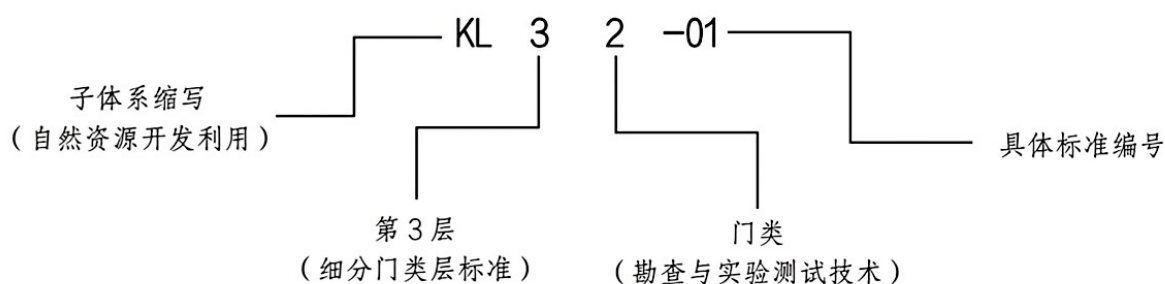 KL 3 2 -01
子体系缩写
(自然资源开发利用)
具体标准编号
第3层
(细分门类层标准)
门类
(勘查与实验测试技术)